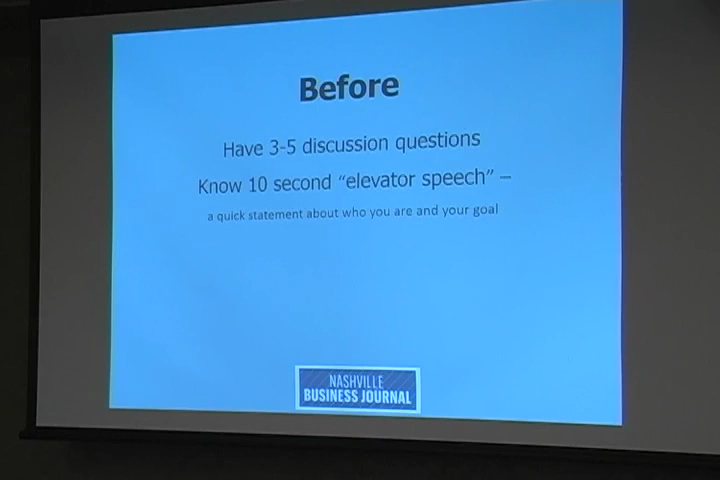 Before
Have 3-5 discussion questions
Know 10 second “elevator speech” –
a quick statement about who you are and your goal
NASHVILLE
BUSINESS JOURNAL